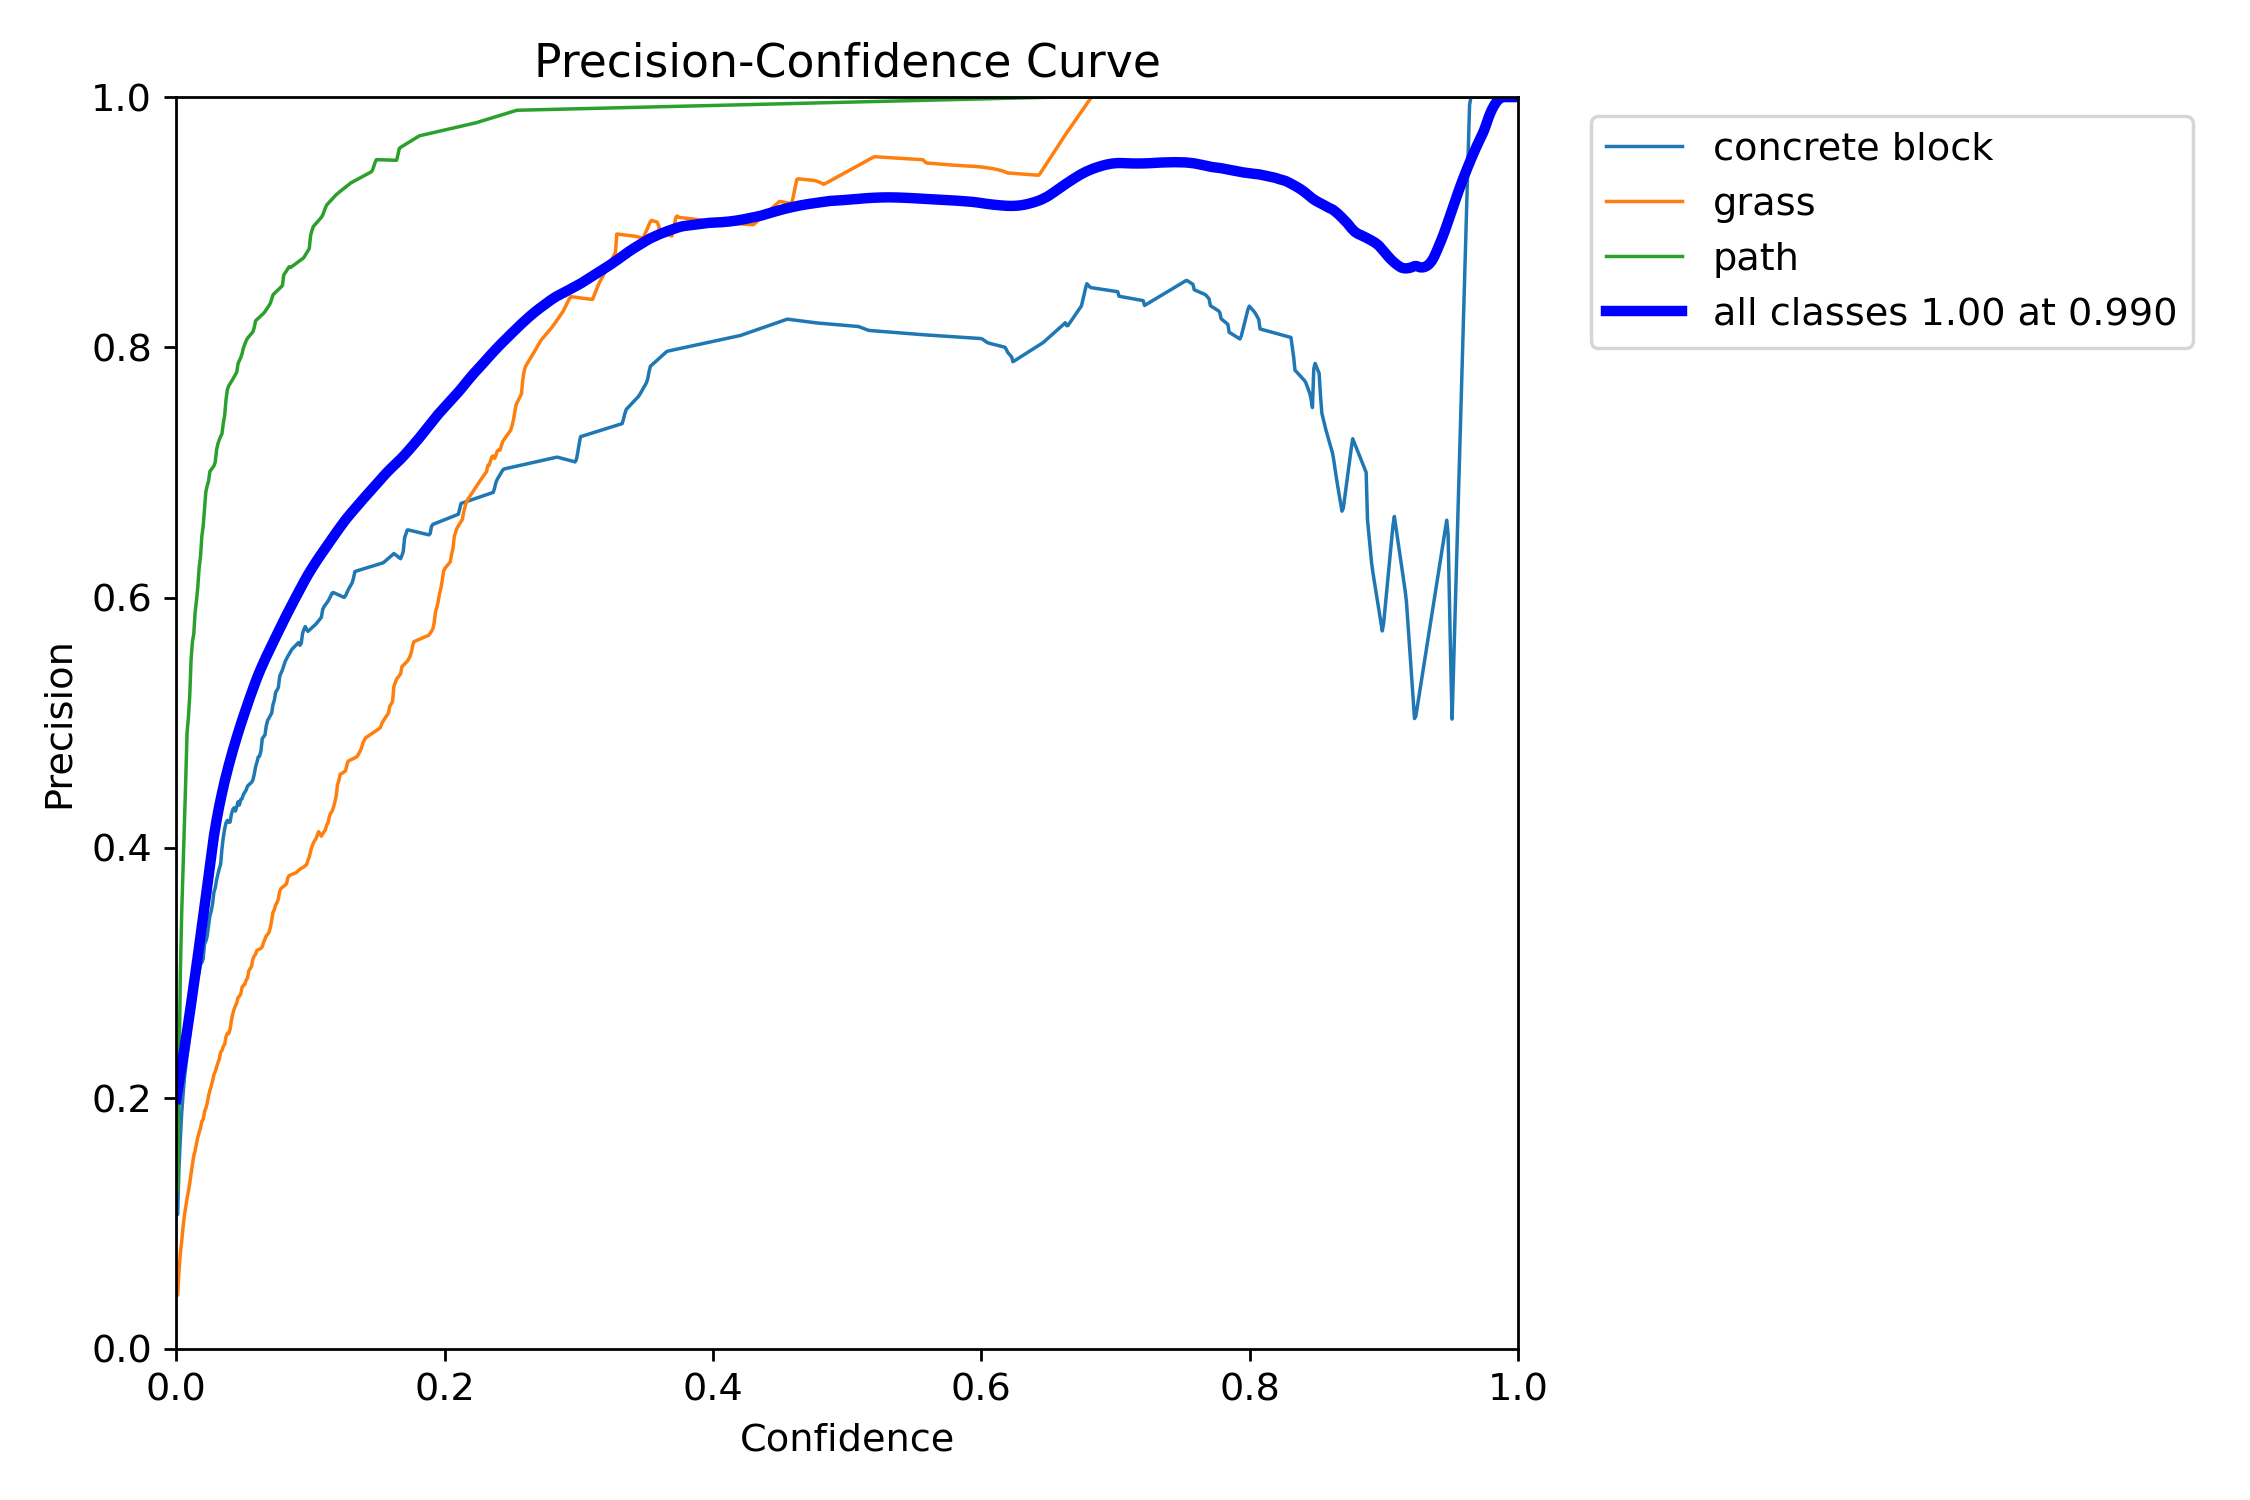 Precision-Confidence Curve
1.0
0.8
0.6
0.4
0.2
0.0
Precision
0.0 0.2 0.4 0.6 0.8 1.0
Confidence
concrete block
grass
path
all classes 1.00 at 0.990